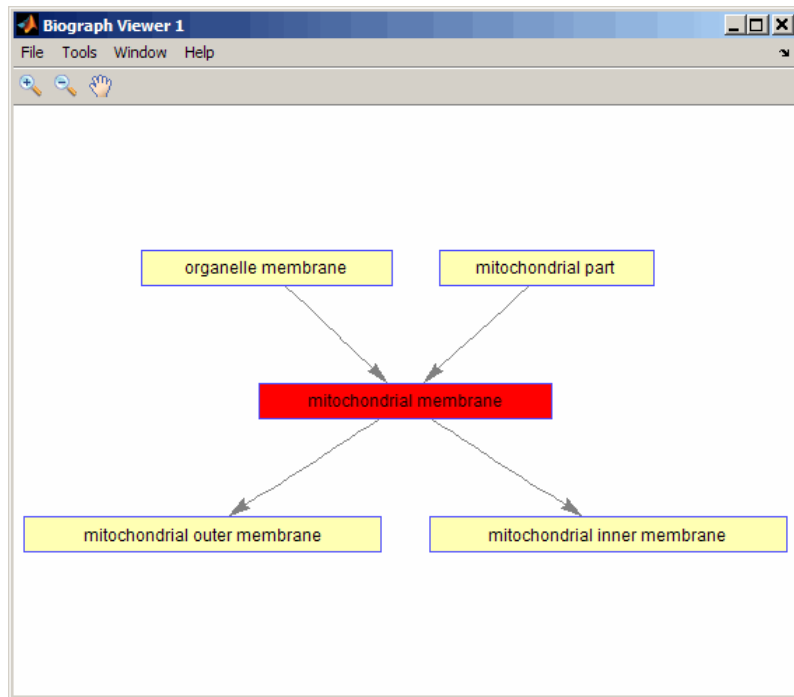 Biograph Viewer 1
File Tools Window Help
organelle membrane
mitochondrial part
mitochondrial membrane
mitochondrial outer membrane
mitochondrial inner membrane